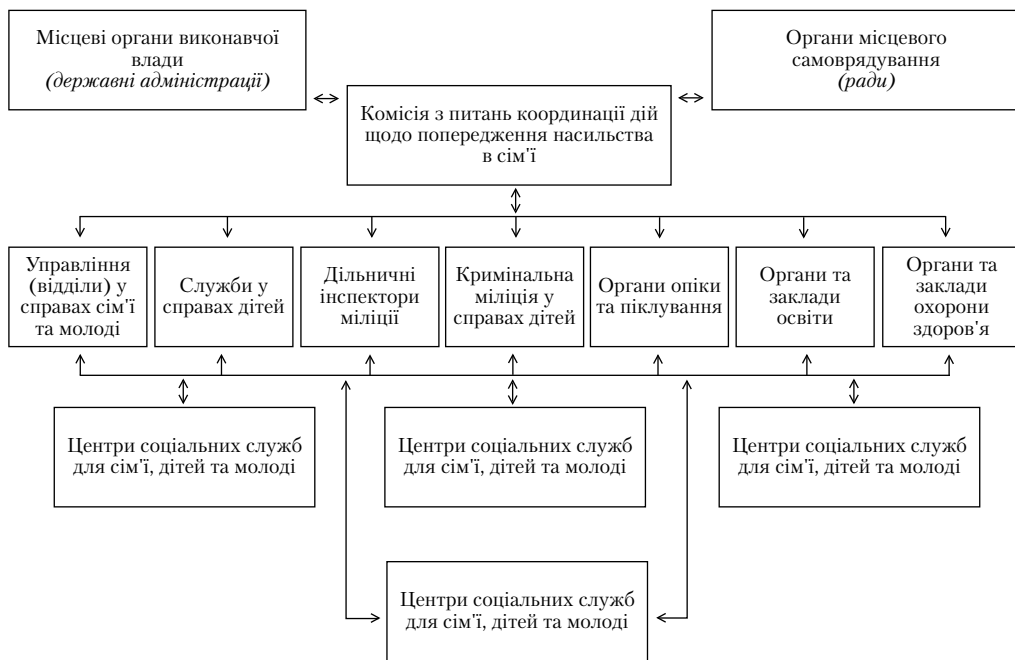 Місцеві органи виконавчої
влади
(державні адміністрації)
Органи місцевого
самоврядування
(ради)
Комісія з питань координації дій
щодо попередження насильства
в сім'ї
Управління
(відділи) у
справах сім'ї
та молоді
Служби у
справах дітей
Дільничні
інспектори
міліції
Кримінальна
міліція у
справах дітей
Органи опіки
та піклування
Органи та
заклади
освіти
Органи та
заклади
охорони
здоров'я
Центри соціальних служб
для сім'ї, дітей та молоді
Центри соціальних служб
для сім'ї, дітей та молоді
Центри соціальних служб
для сім'ї, дітей та молоді
Центри соціальних служб
для сім'ї, дітей та молоді